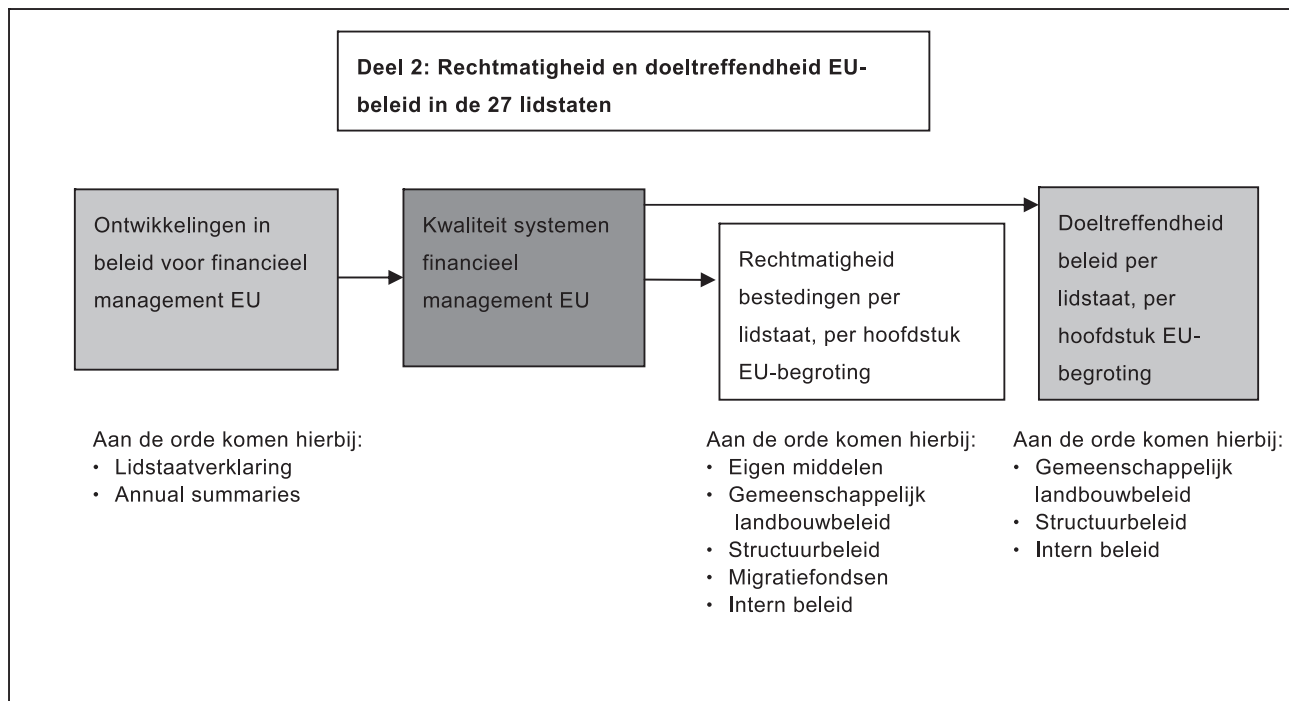 Deel 2: Rechtmatigheid en doeltreffendheid EU-
beleid in de 27 lidstaten
Ontwikkelingen in
beleid voor financieel
management EU
Kwaliteit systemen
financieel
management EU
Rechtmatigheid
bestedingen per
lidstaat, per hoofdstuk
EU-begroting
Doeltreffendheid
beleid per
lidstaat, per
hoofdstuk EU-
begroting
Aan de orde komen hierbij:
• Lidstaatverklaring
• Annual summaries
Aan de orde komen hierbij:
• Eigen middelen
• Gemeenschappelijk
landbouwbeleid
• Structuurbeleid
• Migratiefondsen
• Intern beleid
Aan de orde komen hierbij:
• Gemeenschappelijk
landbouwbeleid
• Structuurbeleid
• Intern beleid